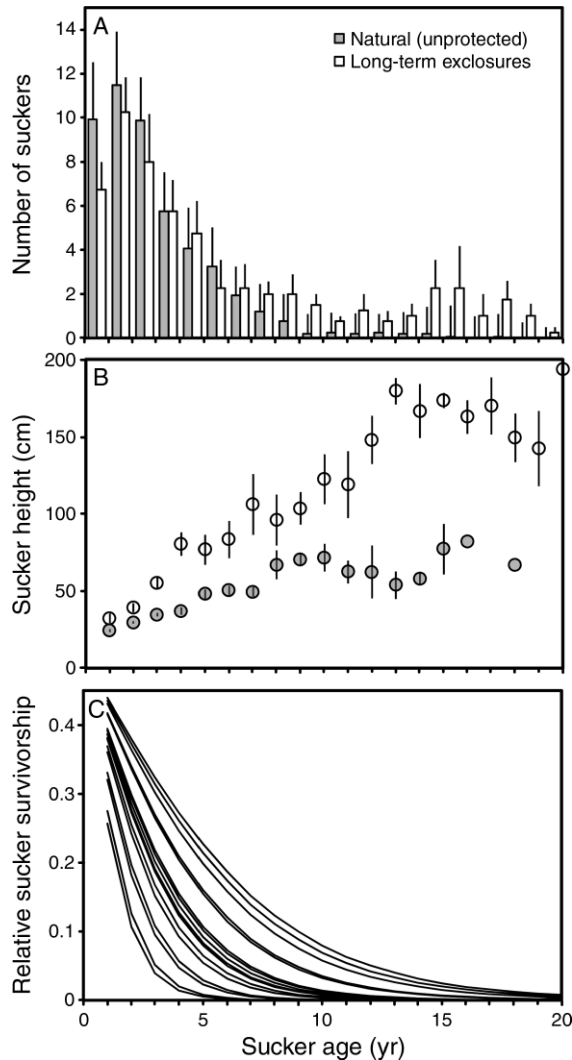 A
Natural (unprotected)
Long-term exclosures
14
12
10
8
6
4
2
0
Number of suckers
B
200
150
100
50
0
Sucker height (cm)
C
0.4
0.3
0.2
0.1
0
Relative sucker survivorship
0 5 10 15 20
Sucker age (yr)